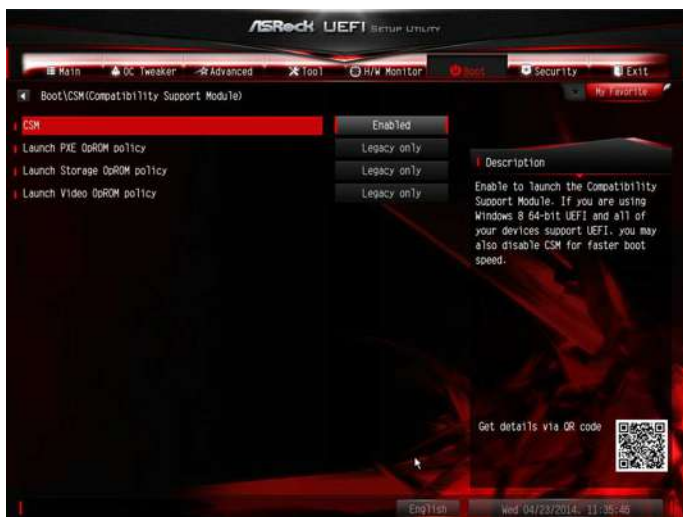 ASRock UEFI SETUP UTILITY
Main OC Tweaker Advanced Tool H/W Monitor Boot Security Exit
Boot\CSM(Compatibility Support Module)
My Favorite
CSM Enabled
Launch PXE OpROM policy Legacy only
Launch Storage OpROM policy Legacy only
Launch Video OpROM policy Legacy only
Description
Enable to launch the Compatibility
Support Module. If you are using
Windows 8 64-bit UEFI and all of
your devices support UEFI. you may
also disable CSM for faster boot
speed.
Get details via QR code
English
Wed 04/23/2014. 11:35:46